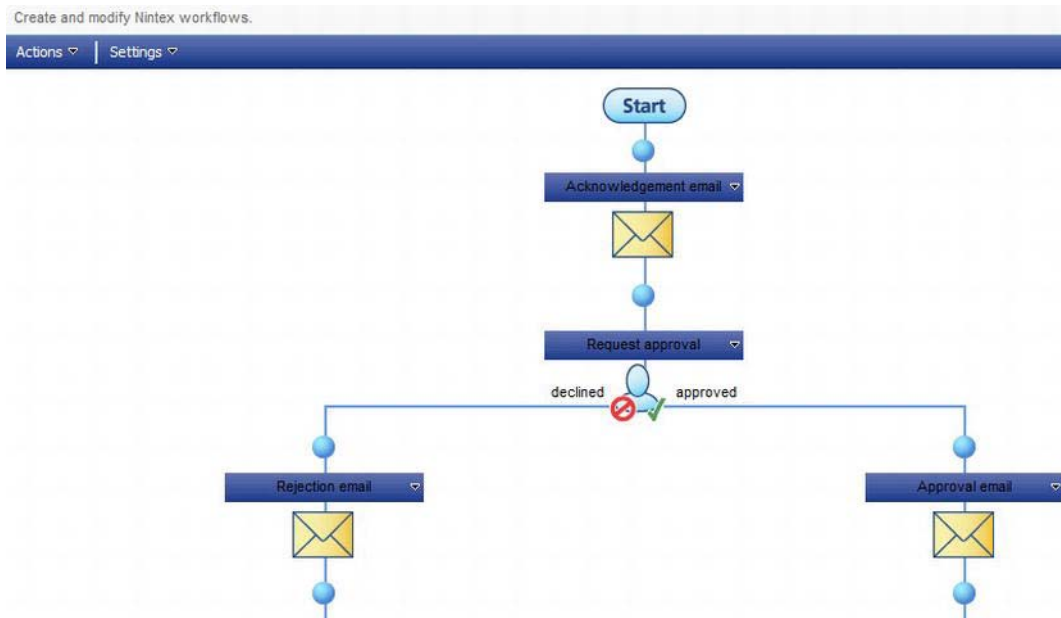 Create and modify Nintex workflows.
Actions Settings
Start
Acknowledgement email
Request approval
declined approved
Rejection email Approval email